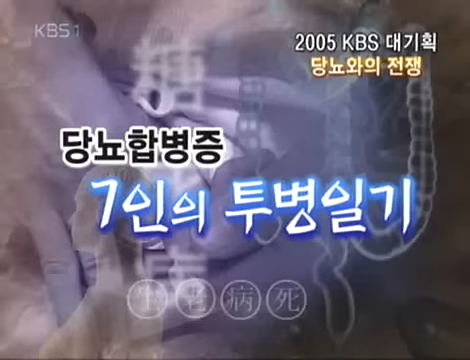 KBS 1
2005 KBS 대기획
당뇨와의 전쟁
당뇨합병증
7인의 투병일기
生老病死